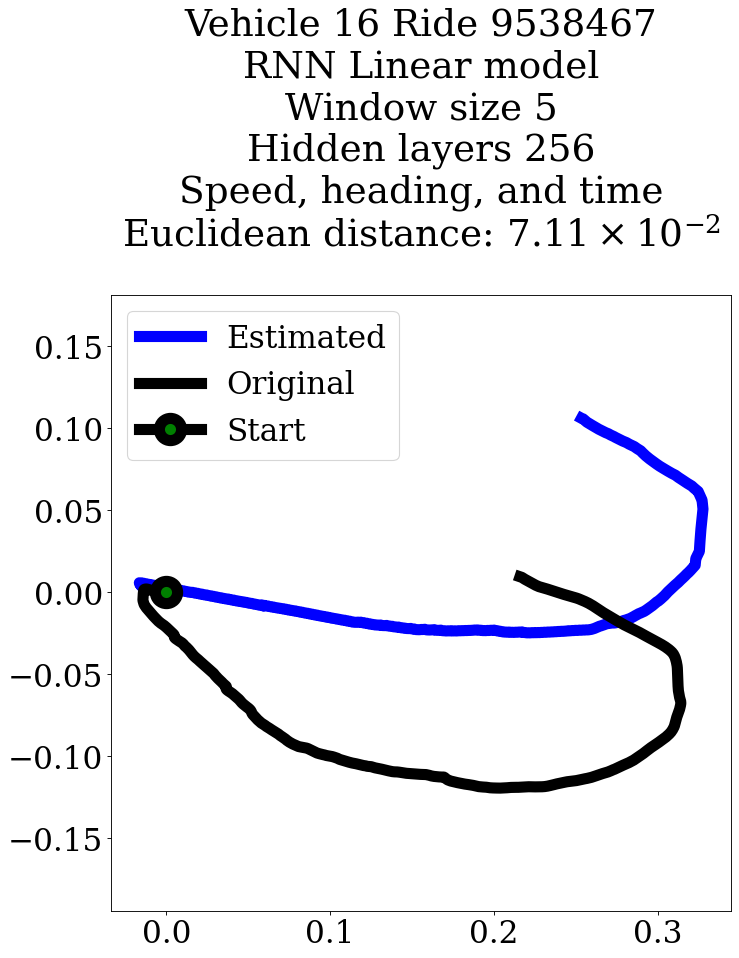 Vehicle 16 Ride 9538467
RNN Linear model
Window size 5
Hidden layers 256
Speed, heading, and time
Euclidean distance: 7.11 × 10⁻²
Estimated
Original
Start
0.15
0.10
0.05
0.00
−0.05
−0.10
−0.15
0.0 0.1 0.2 0.3